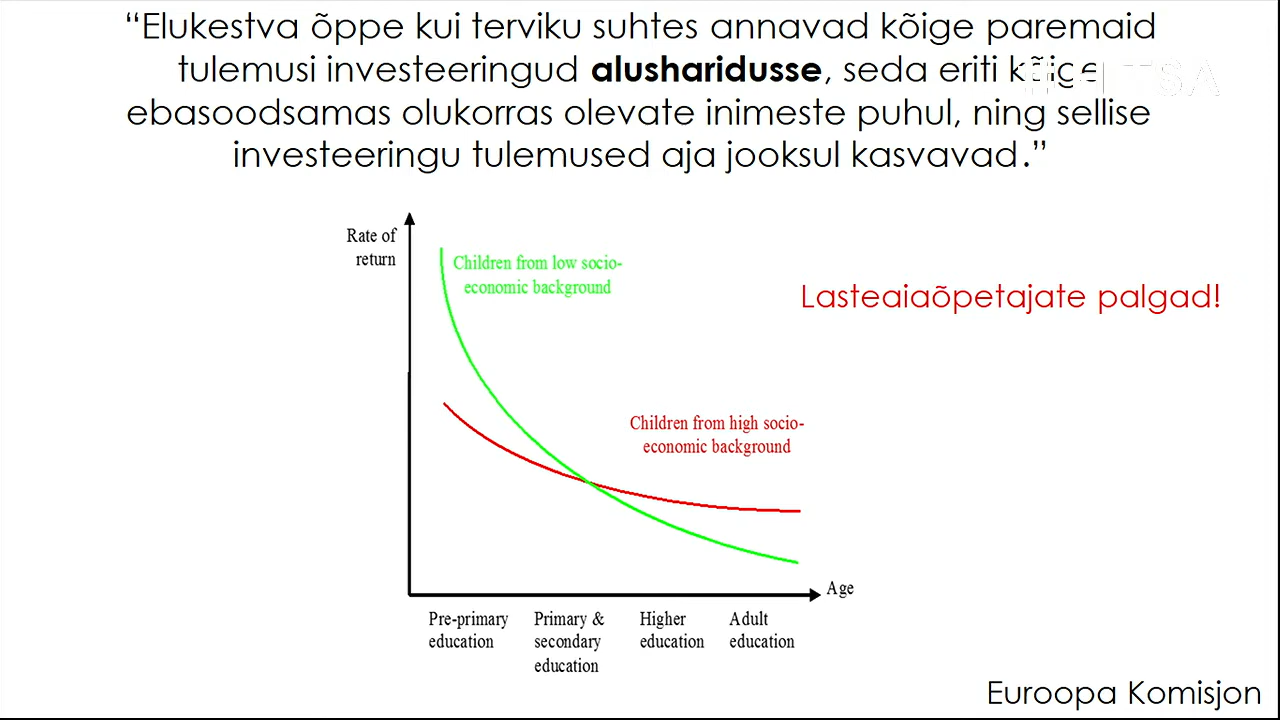 “Elukestva õppe kui terviku suhtes annavad kõige paremaid
tulemusi investeeringud alusharidusse, seda eriti kõige
ebasoodsamas olukorras olevate inimeste puhul, ning sellise
investeeringu tulemused aja jooksul kasvavad.”
Rate of
return
Children from low socio-
economic background
Lasteaiaõpetajate palgad!
Children from high socio-
economic background
Age
Pre-primary
education
Primary &
secondary
education
Higher
education
Adult
education
Euroopa Komisjon